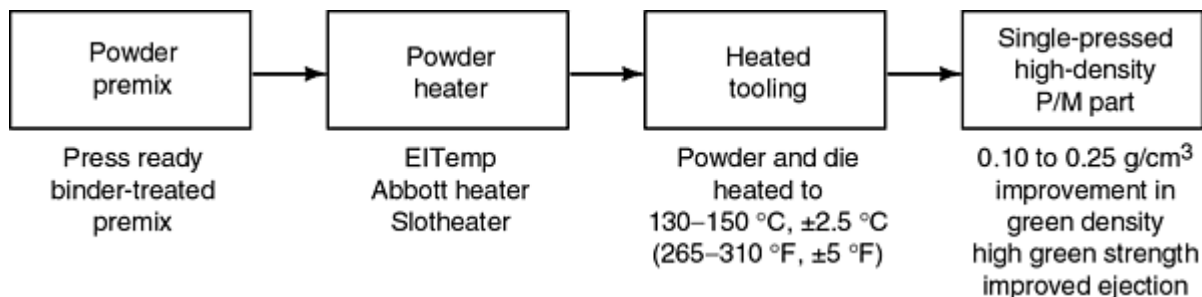 Powder
premix
Powder
heater
Heated
tooling
Single-pressed
high-density
P/M part
Press ready
binder-treated
premix
EITemp
Abbott heater
Slotheater
Powder and die
heated to
130–150 °C, ±2.5 °C
(265–310 °F, ±5 °F)
0.10 to 0.25 g/cm³
improvement in
green density
high green strength
improved ejection